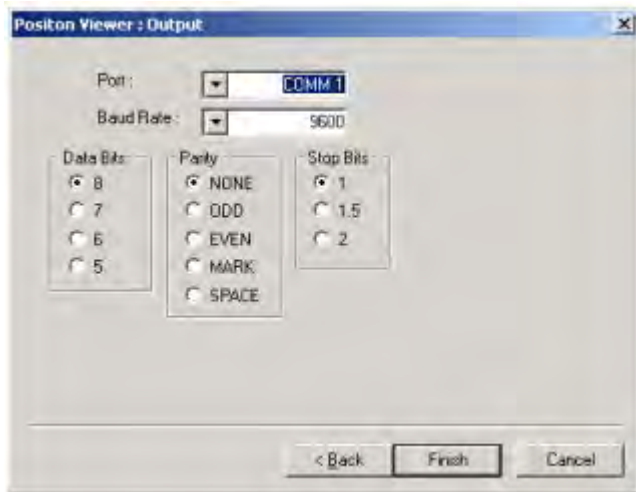 Positon Viewer : Output
Port :
COMM 1
Baud Rate :
9600
Data Bits
8
7
6
5
Parity
NONE
ODD
EVEN
MARK
SPACE
Stop Bits
1
1.5
2
< Back
Finish
Cancel